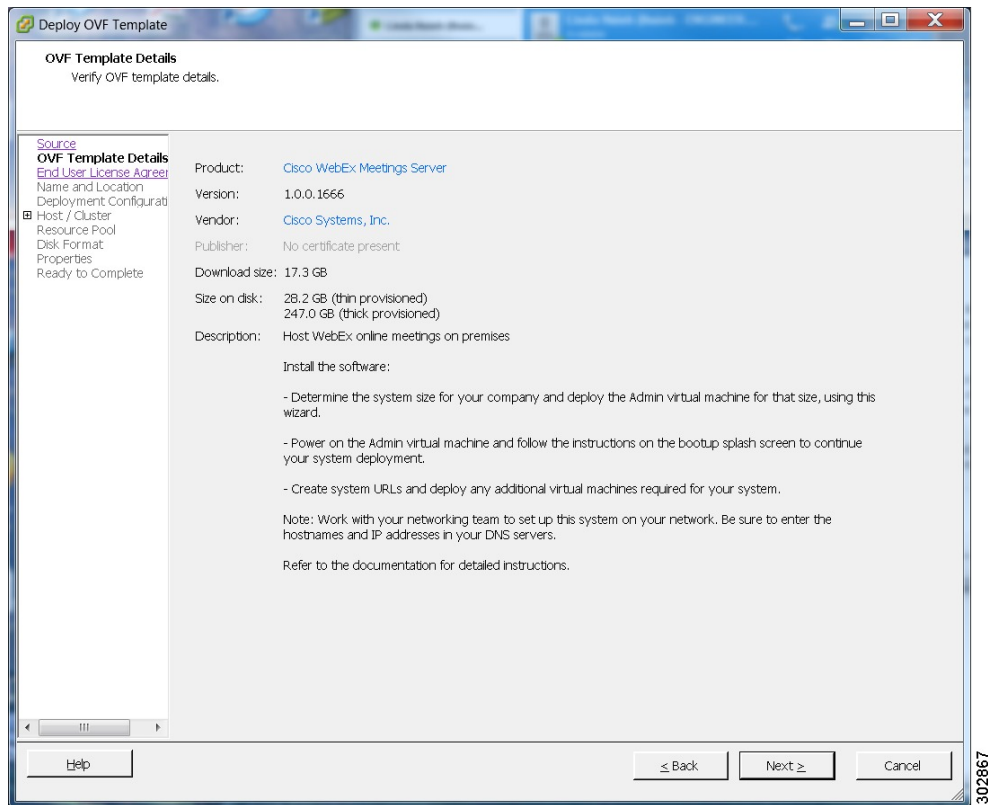 Deploy OVF Template
OVF Template Details
Verify OVF template details.
Source
OVF Template Details
End User License Agreer
Name and Location
Deployment Configurati
Host / Cluster
Resource Pool
Disk Format
Properties
Ready to Complete
Product: Cisco WebEx Meetings Server
Version: 1.0.0.1666
Vendor: Cisco Systems, Inc.
Publisher: No certificate present
Download size: 17.3 GB
Size on disk: 28.2 GB (thin provisioned)
247.0 GB (thick provisioned)
Description: Host WebEx online meetings on premises
Install the software:
- Determine the system size for your company and deploy the Admin virtual machine for that size, using this
wizard.
- Power on the Admin virtual machine and follow the instructions on the bootup splash screen to continue
your system deployment.
- Create system URLs and deploy any additional virtual machines required for your system.
Note: Work with your networking team to set up this system on your network. Be sure to enter the
hostnames and IP addresses in your DNS servers.
Refer to the documentation for detailed instructions.
Help
≤ Back
Next ≥
Cancel
302867